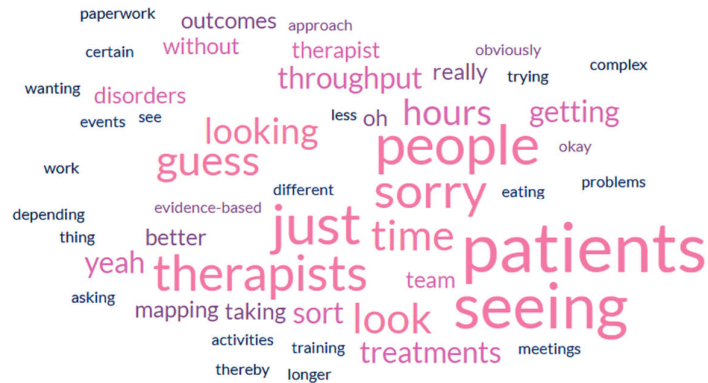 paperwork
outcomes approach
certain without therapist obviously
wanting throughput really trying complex
disorders
events see less oh hours getting
looking people okay
work guess
different sorry eating problems
depending evidence-based
thing better just time patients
yeah therapists team seeing
asking
mapping taking sort look
activities training treatments meetings
thereby longer